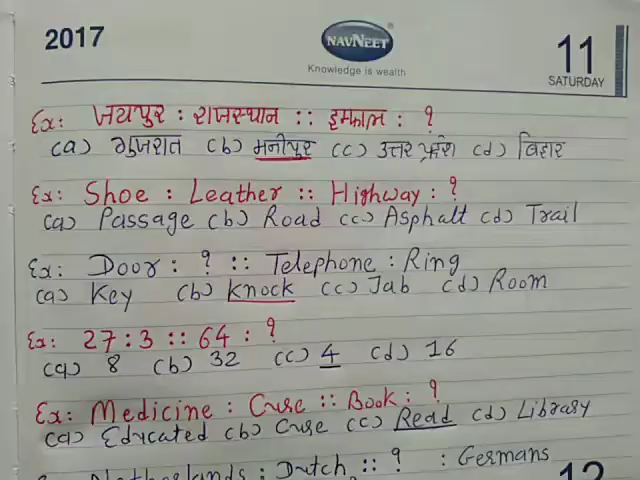 2017
NAVNEET
Knowledge is wealth
11
SATURDAY
Ex: जयपुर : राजस्थान :: इम्फाल : ?
(a) गुजरात (b) मनीपुर (c) उत्तर प्रदेश (d) बिहार
Ex: Shoe : Leather :: Highway : ?
(a) Passage (b) Road (c) Asphalt (d) Trail
Ex: Door : ? :: Telephone : Ring
(a) Key (b) Knock (c) Jab (d) Room
Ex: 27 : 3 :: 64 : ?
(a) 8 (b) 32 (c) 4 (d) 16
Ex: Medicine : Cure :: Book : ?
(a) Educated (b) Cure (c) Read (d) Library
Netherlands : Dutch :: ? : Germans
12